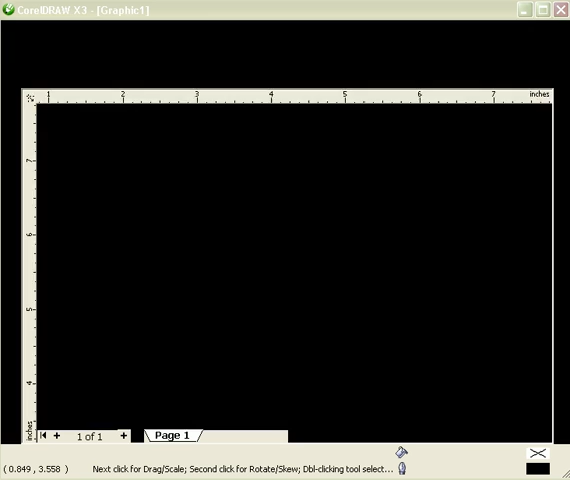 CorelDRAW X3 - [Graphic1]
1 2 3 4 5 6 7 inches
7
6
5
4
inches
1 of 1 Page 1
( 0.849 , 3.558 ) Next click for Drag/Scale; Second click for Rotate/Skew; Dbl-clicking tool select...